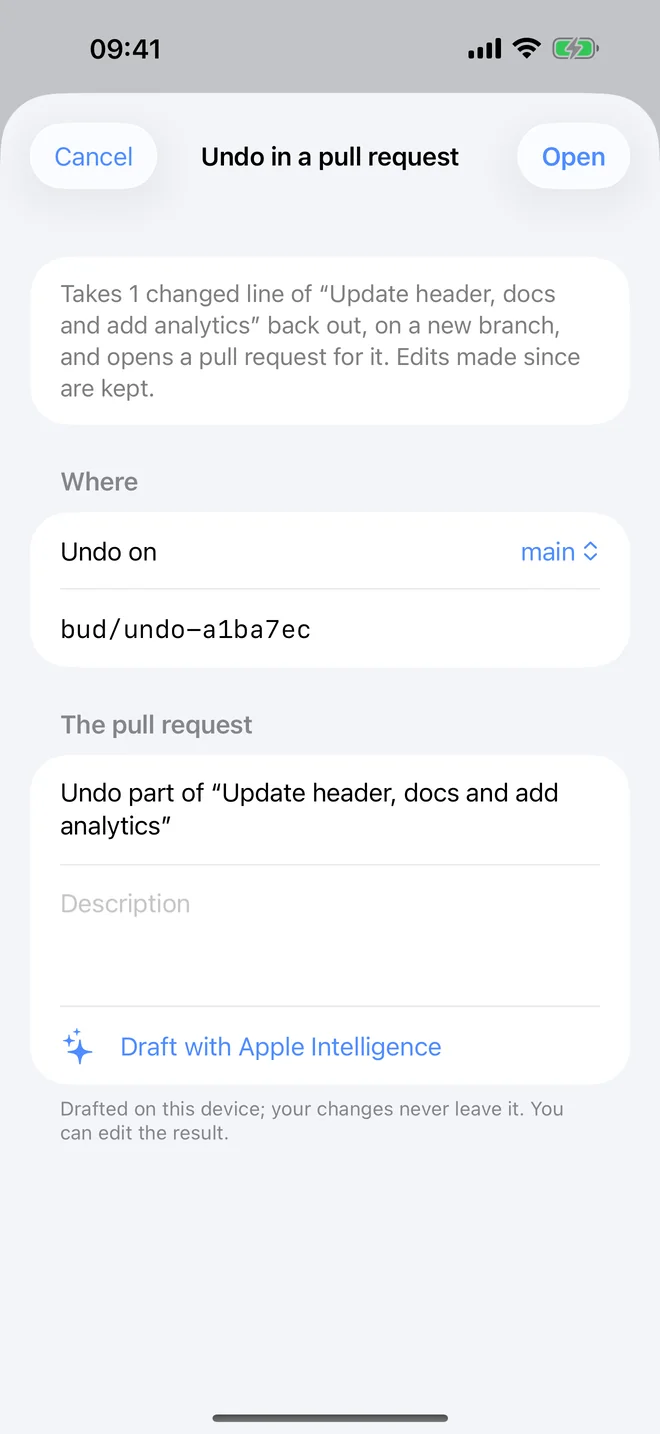 09:41
Cancel
Undo in a pull request
Open
Takes 1 changed line of “Update header, docs
and add analytics” back out, on a new branch,
and opens a pull request for it. Edits made since
are kept.
Where
Undo on
main
bud/undo-a1ba7ec
The pull request
Undo part of “Update header, docs and add
analytics”
Description
Draft with Apple Intelligence
Drafted on this device; your changes never leave it. You
can edit the result.